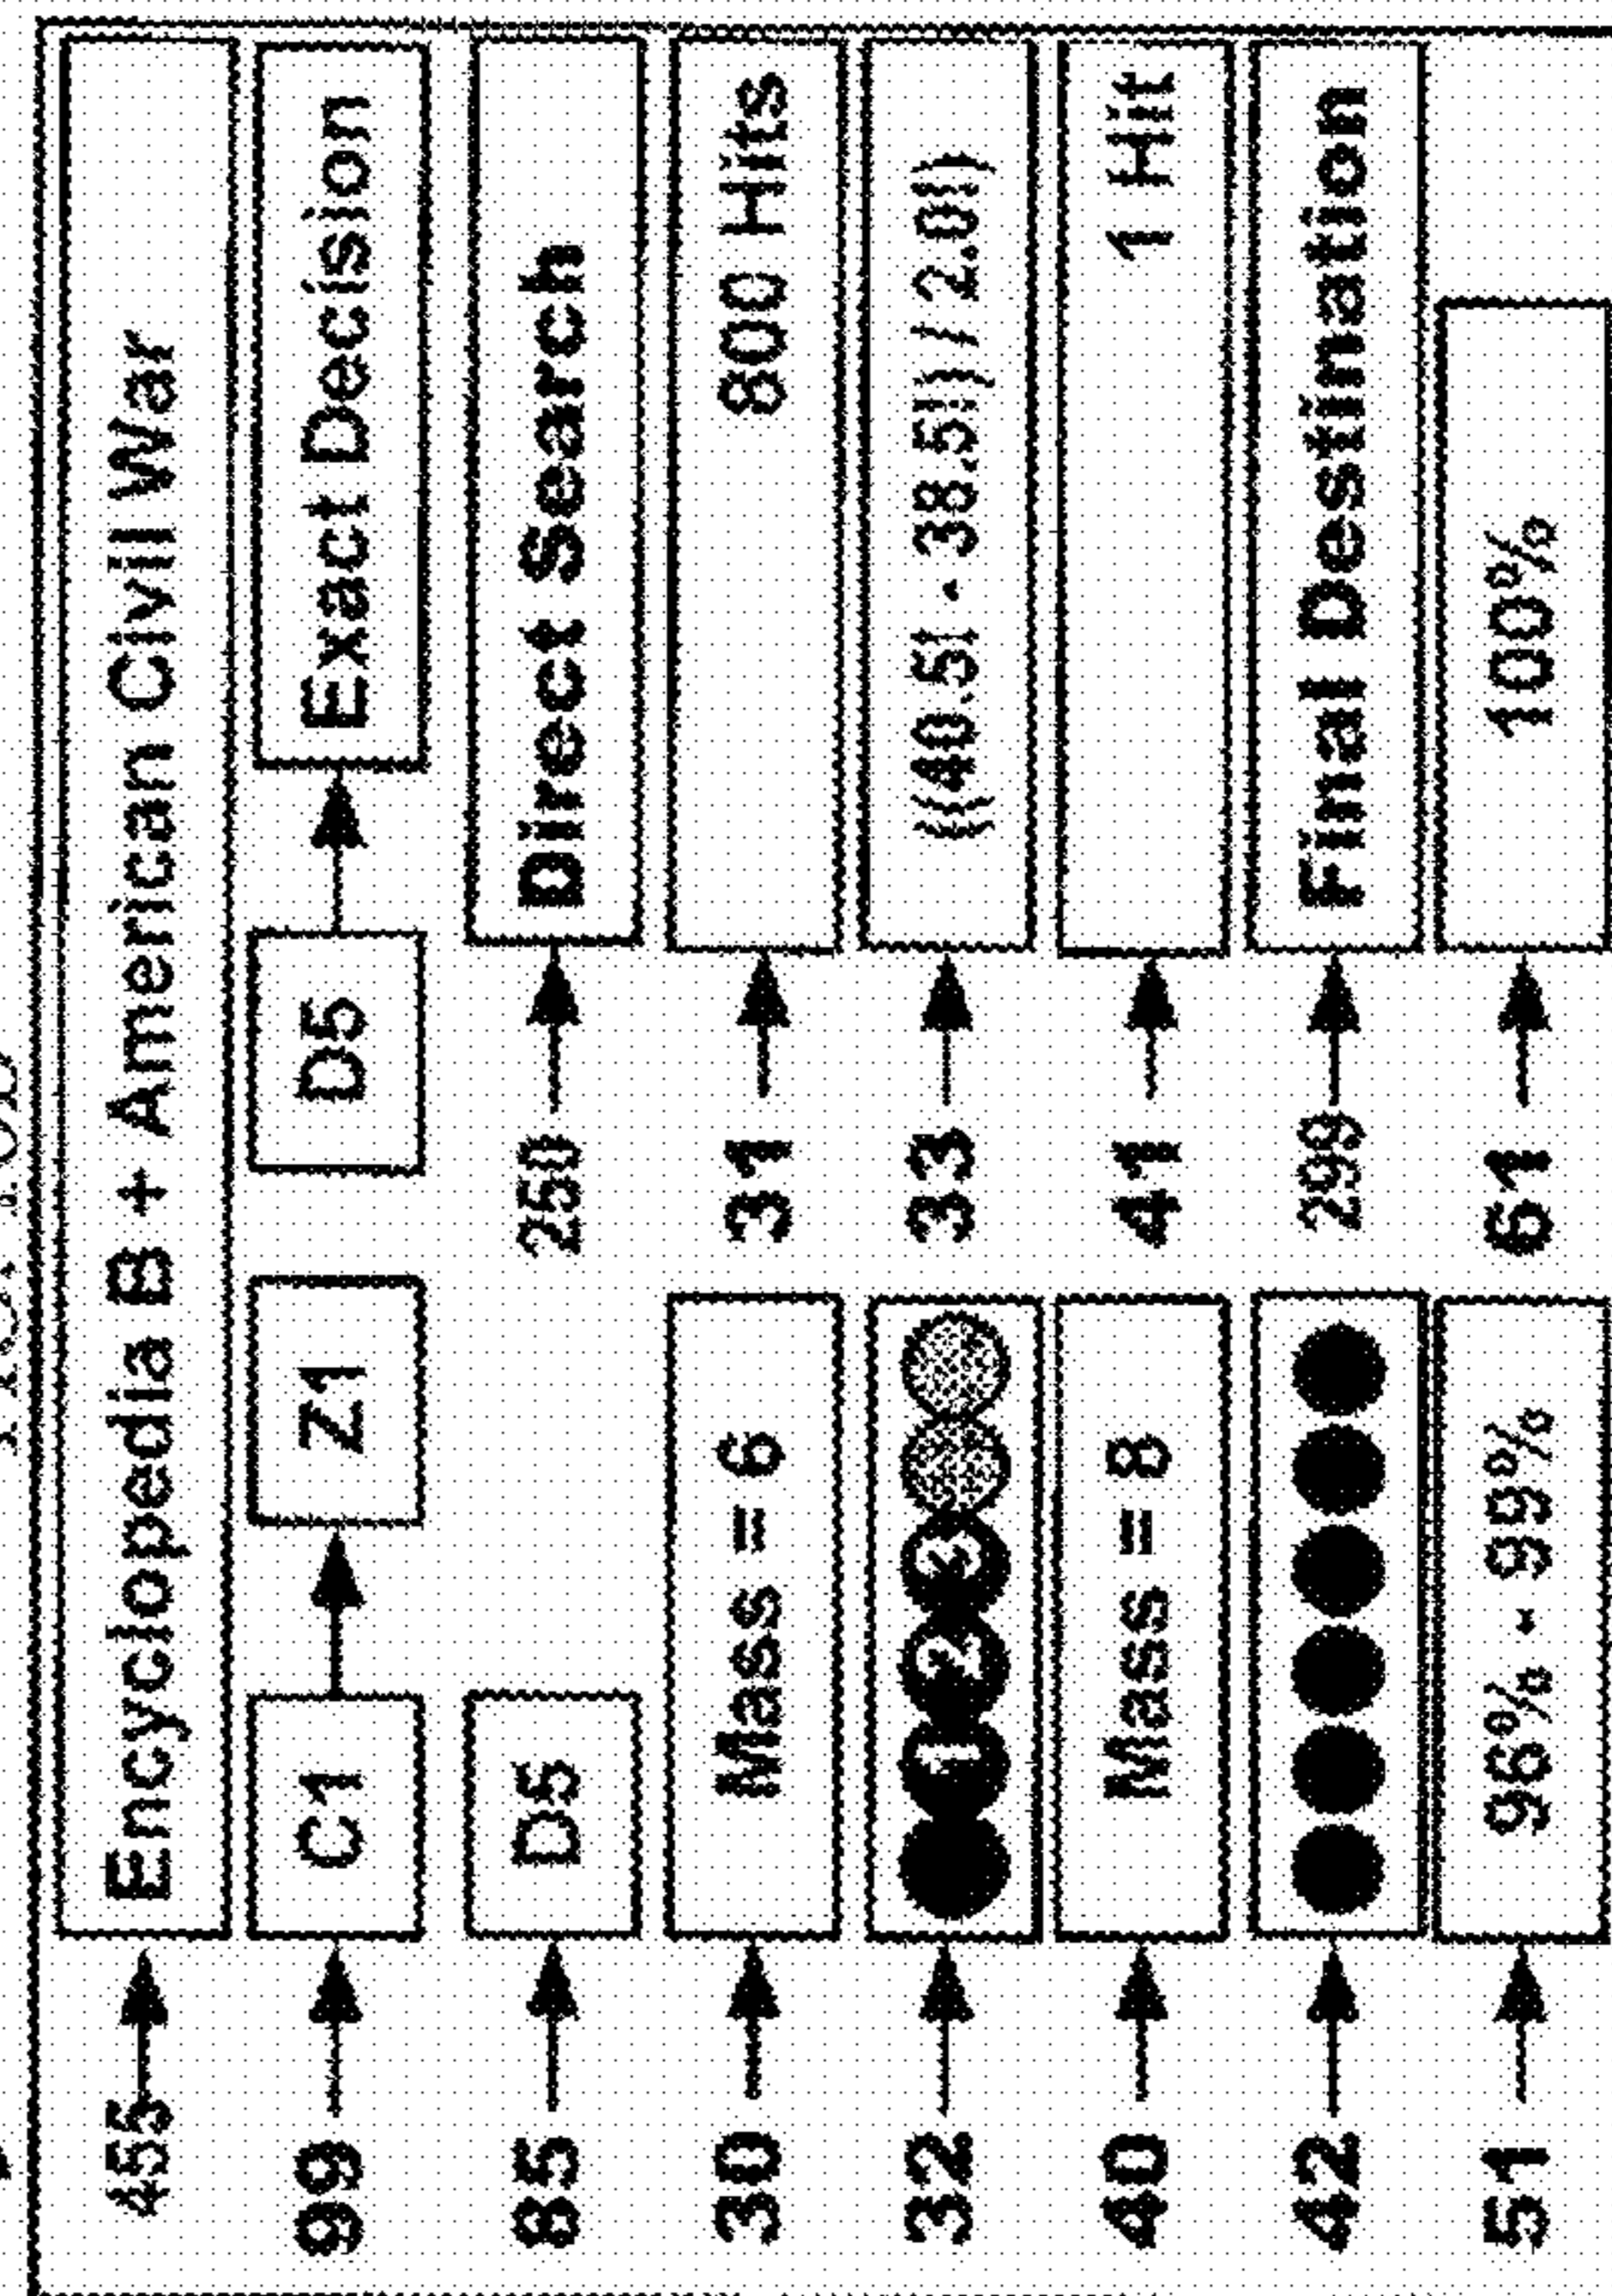 455 Encyclopedia B + American Civil War
99 C1 Z1 D5 Exact Decision
85 D5 250 Direct Search
30 Mass = 6 31 800 Hits
32 1 2 3 33 ((40.5! - 38.5!) / 2.0!)
40 Mass = 8 41 1 Hit
42 299 Final Destination
51 96% - 99% 61 100%